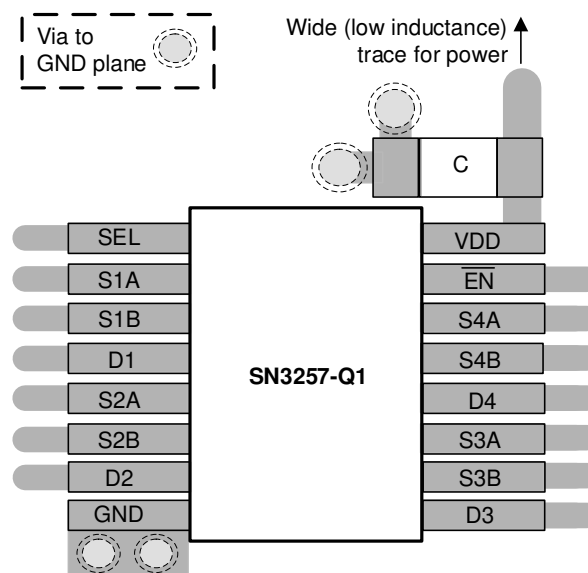 Via to
GND plane
Wide (low inductance)
trace for power
C
SEL
S1A
S1B
D1
S2A
S2B
D2
GND
SN3257-Q1
VDD
E̅N̅
S4A
S4B
D4
S3A
S3B
D3